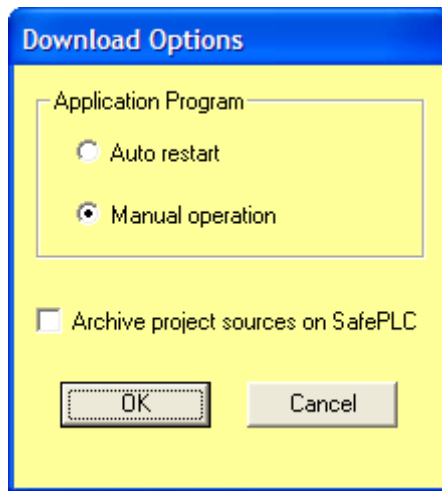 Download Options
Application Program
Auto restart
Manual operation
Archive project sources on SafePLC
OK
Cancel